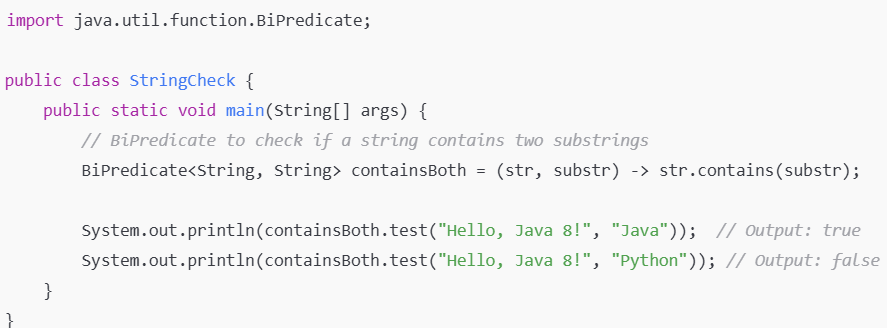 import java.util.function.BiPredicate;
public class StringCheck {
public static void main(String[] args) {
// BiPredicate to check if a string contains two substrings
BiPredicate<String, String> containsBoth = (str, substr) -> str.contains(substr);
System.out.println(containsBoth.test("Hello, Java 8!", "Java"));  // Output: true
System.out.println(containsBoth.test("Hello, Java 8!", "Python")); // Output: false
}
}